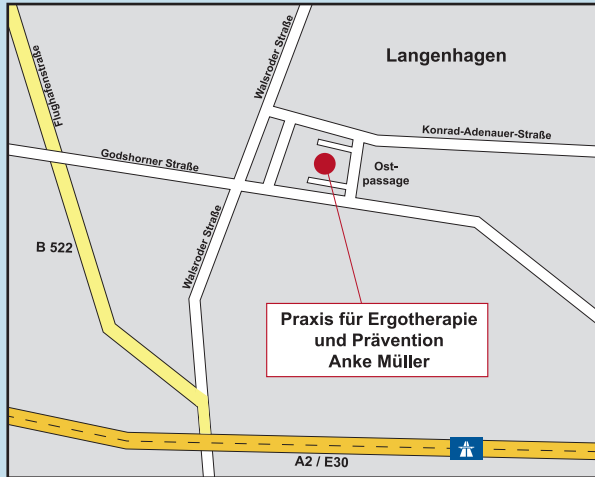 Langenhagen
Walsroder Straße
Flughafenstraße
Konrad-Adenauer-Straße
Godshorner Straße
Ost-
passage
Walsroder Straße
B 522
Praxis für Ergotherapie
und Prävention
Anke Müller
A2 / E30